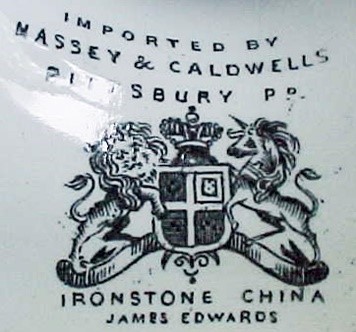 IMPORTED BY
MASSEY & CALDWELLS
PITTSBURY Pa.
IRONSTONE CHINA
JAMES EDWARDS